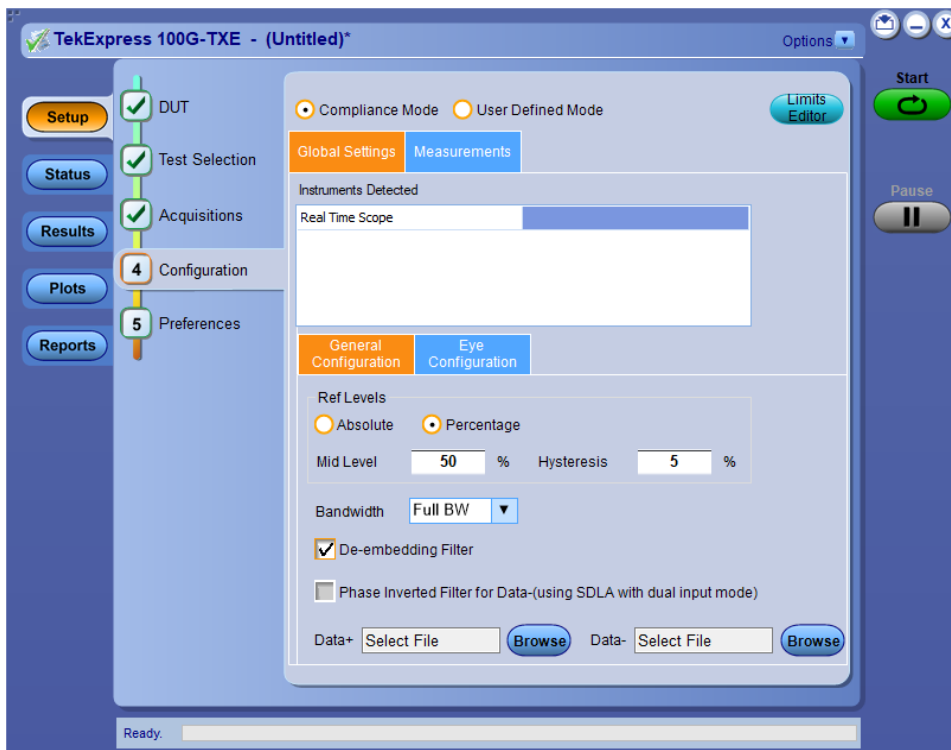 TekExpress 100G-TXE - (Untitled)*
Options
Start
Pause
Setup
Status
Results
Plots
Reports
DUT
Test Selection
Acquisitions
4 Configuration
5 Preferences
Compliance Mode User Defined Mode
Limits
Editor
Global Settings Measurements
Instruments Detected
Real Time Scope
General
Configuration
Eye
Configuration
Ref Levels
Absolute Percentage
Mid Level 50 % Hysteresis 5 %
Bandwidth Full BW
De-embedding Filter
Phase Inverted Filter for Data-(using SDLA with dual input mode)
Data+ Select File Browse Data- Select File Browse
Ready.